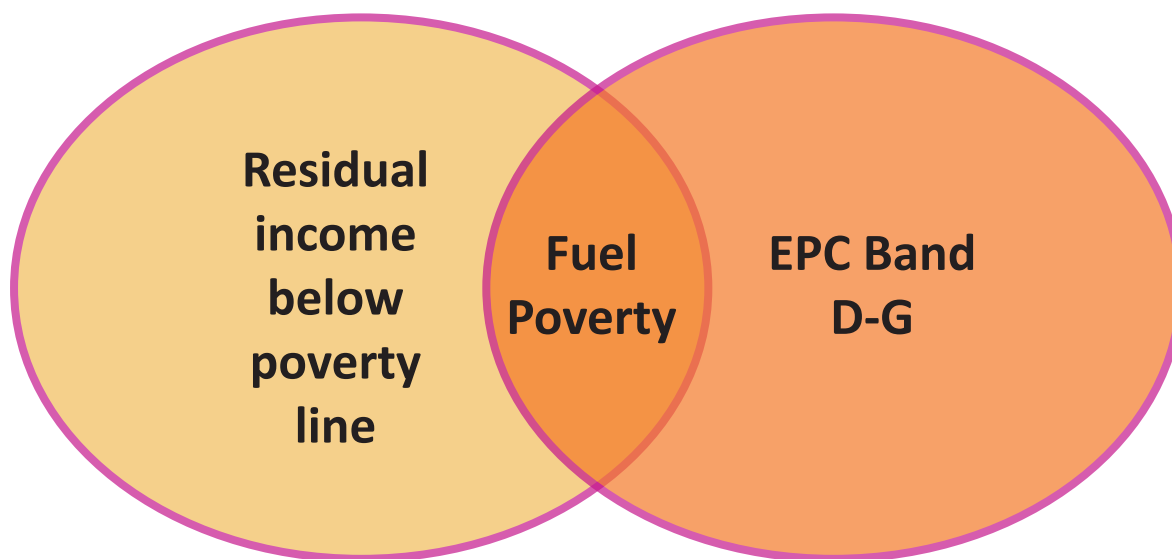 Residual
income
below
poverty
line
Fuel
Poverty
EPC Band
D-G